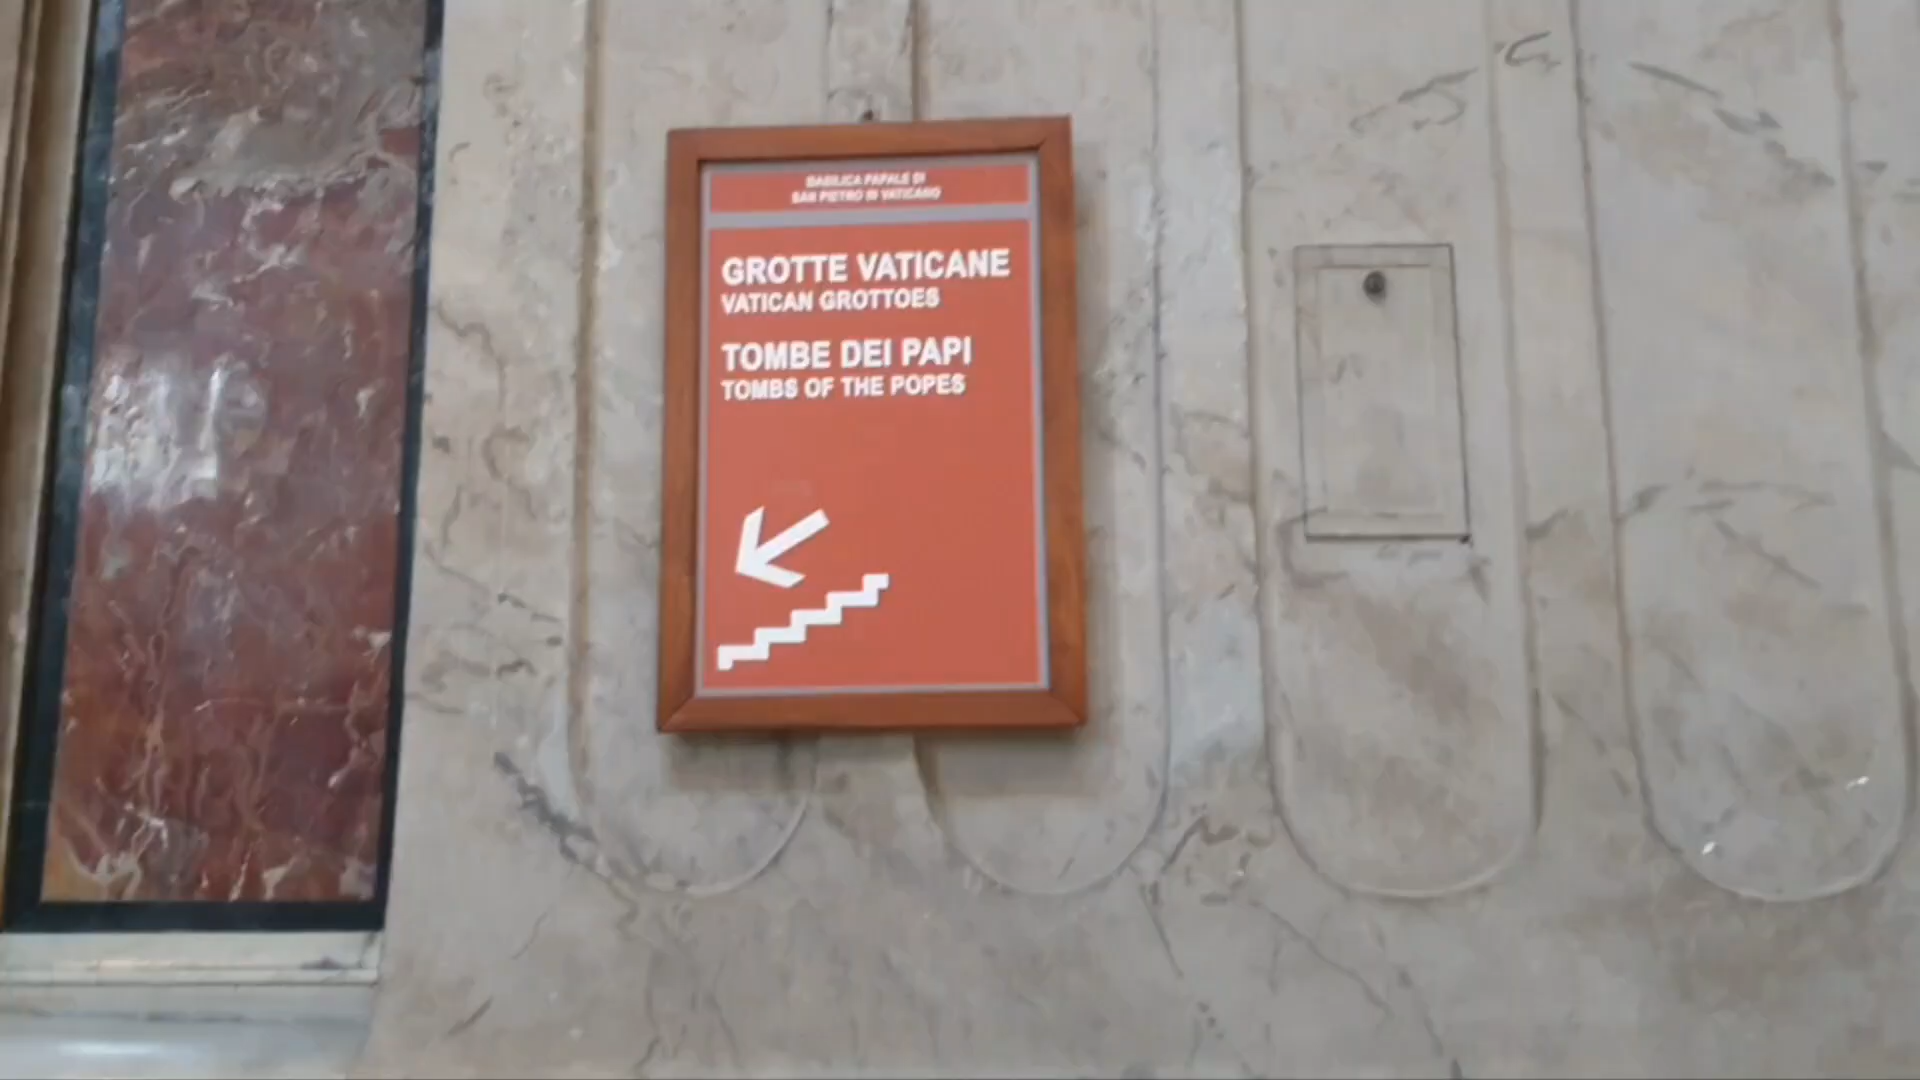 BASILICA PAPALE DI
SAN PIETRO IN VATICANO
GROTTE VATICANE
VATICAN GROTTOES
TOMBE DEI PAPI
TOMBS OF THE POPES